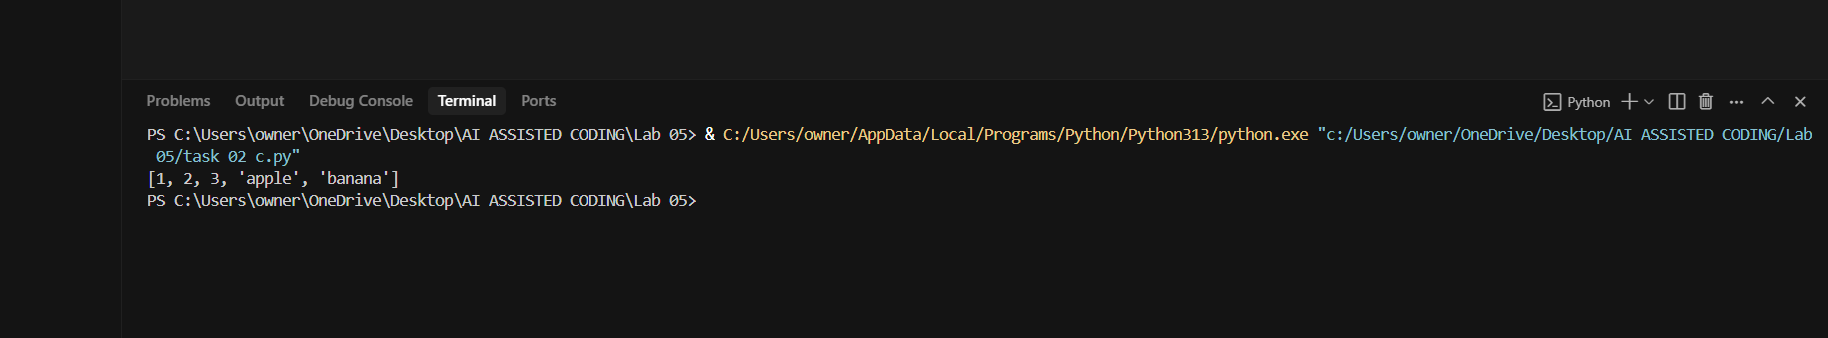 Problems Output Debug Console Terminal Ports Python
PS C:\Users\owner\OneDrive\Desktop\AI ASSISTED CODING\Lab 05> & C:/Users/owner/AppData/Local/Programs/Python/Python313/python.exe "c:/Users/owner/OneDrive/Desktop/AI ASSISTED CODING/Lab
05/task 02 c.py"
[1, 2, 3, 'apple', 'banana']
PS C:\Users\owner\OneDrive\Desktop\AI ASSISTED CODING\Lab 05>